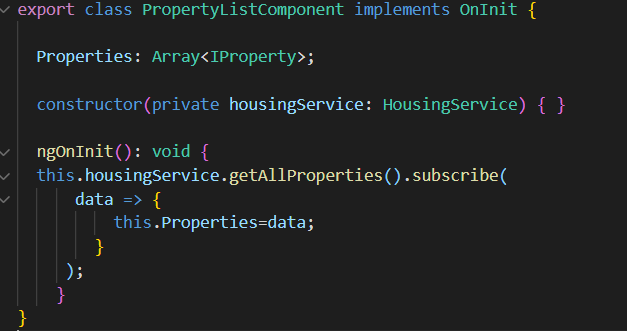 export class PropertyListComponent implements OnInit {
Properties: Array<IProperty>;
constructor(private housingService: HousingService) { }
ngOnInit(): void {
this.housingService.getAllProperties().subscribe(
data => {
this.Properties=data;
}
);
}
}